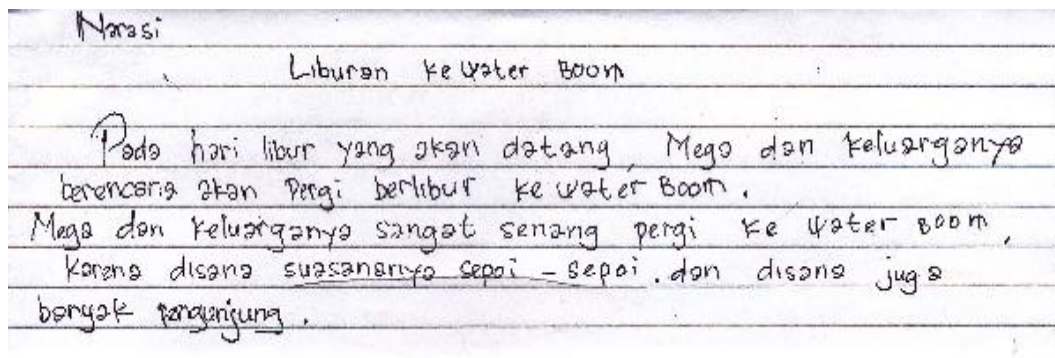 Narasi
Liburan ke water Boom
Pada hari libur yang akan datang Mega dan keluarganya
berencana akan pergi berlibur ke water Boom.
Mega dan keluarganya sangat senang pergi ke water Boom,
karena disana suasananya sepoi - sepoi. dan disana juga
banyak pengunjung.